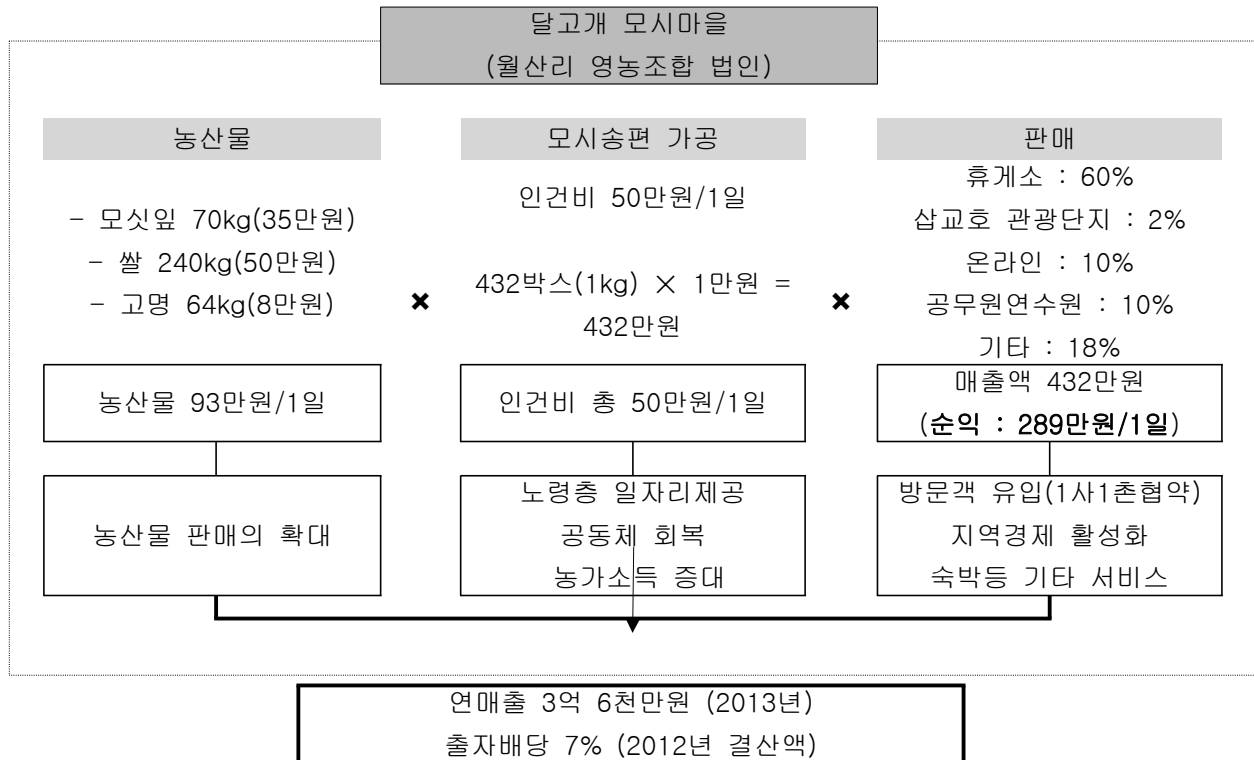 달고개 모시마을
(월산리 영농조합 법인)
농산물
- 모싯잎 70kg(35만원)
- 쌀 240kg(50만원)
- 고명 64kg(8만원)
농산물 93만원/1일
농산물 판매의 확대
×
모시송편 가공
인건비 50만원/1일
432박스(1kg) × 1만원 =
432만원
인건비 총 50만원/1일
노령층 일자리제공
공동체 회복
농가소득 증대
×
판매
휴게소 : 60%
삽교호 관광단지 : 2%
온라인 : 10%
공무원연수원 : 10%
기타 : 18%
매출액 432만원
(순익 : 289만원/1일)
방문객 유입(1사1촌협약)
지역경제 활성화
숙박등 기타 서비스
연매출 3억 6천만원 (2013년)
출자배당 7% (2012년 결산액)